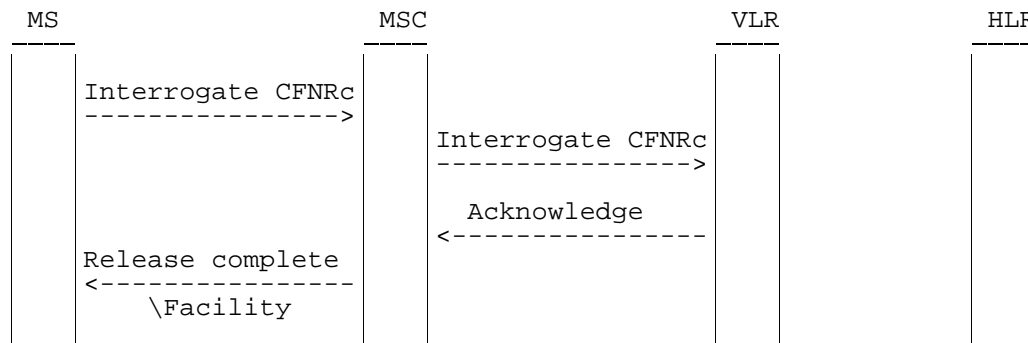 MS MSC VLR HLR
Interrogate CFNRc
---------------->
Interrogate CFNRc
---------------->
Acknowledge
<----------------
Release complete
<----------------
\Facility